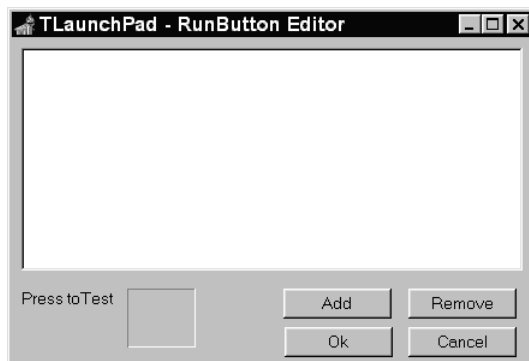 TLaunchPad - RunButton Editor
Press toTest
Add
Remove
Ok
Cancel